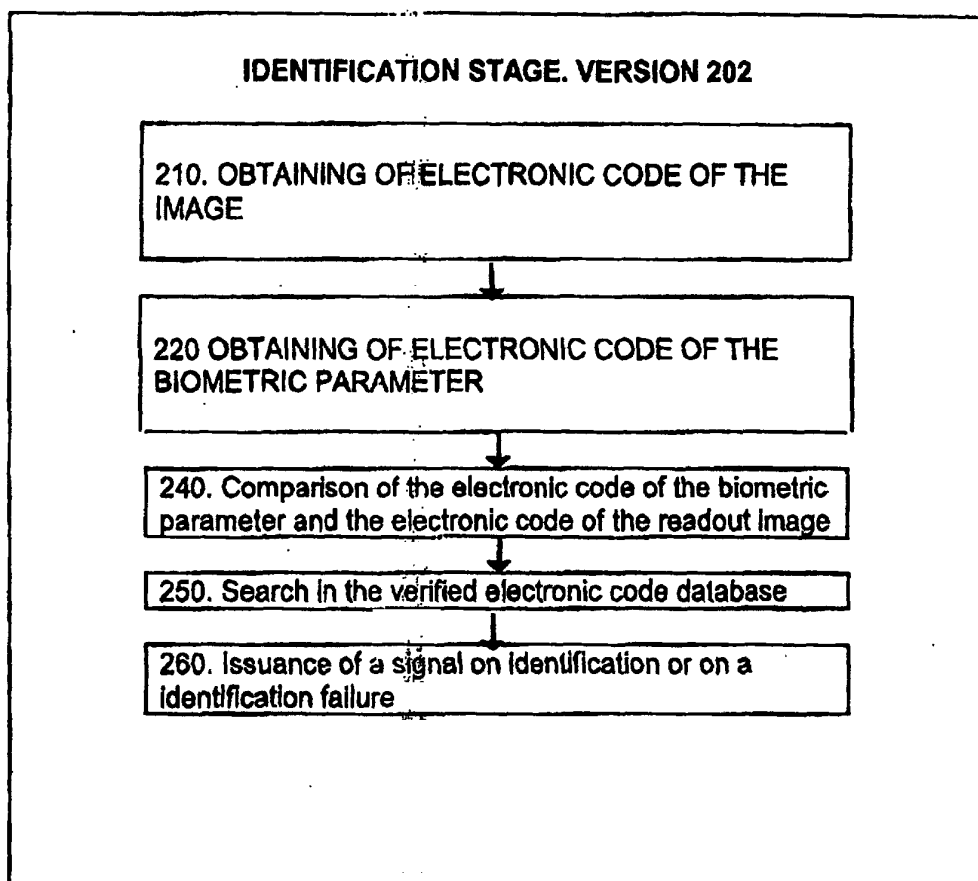 IDENTIFICATION STAGE. VERSION 202
210. OBTAINING OF ELECTRONIC CODE OF THE
IMAGE
220 OBTAINING OF ELECTRONIC CODE OF THE
BIOMETRIC PARAMETER
240. Comparison of the electronic code of the biometric
parameter and the electronic code of the readout image
250. Search in the verified electronic code database
260. Issuance of a signal on identification or on a
identification failure